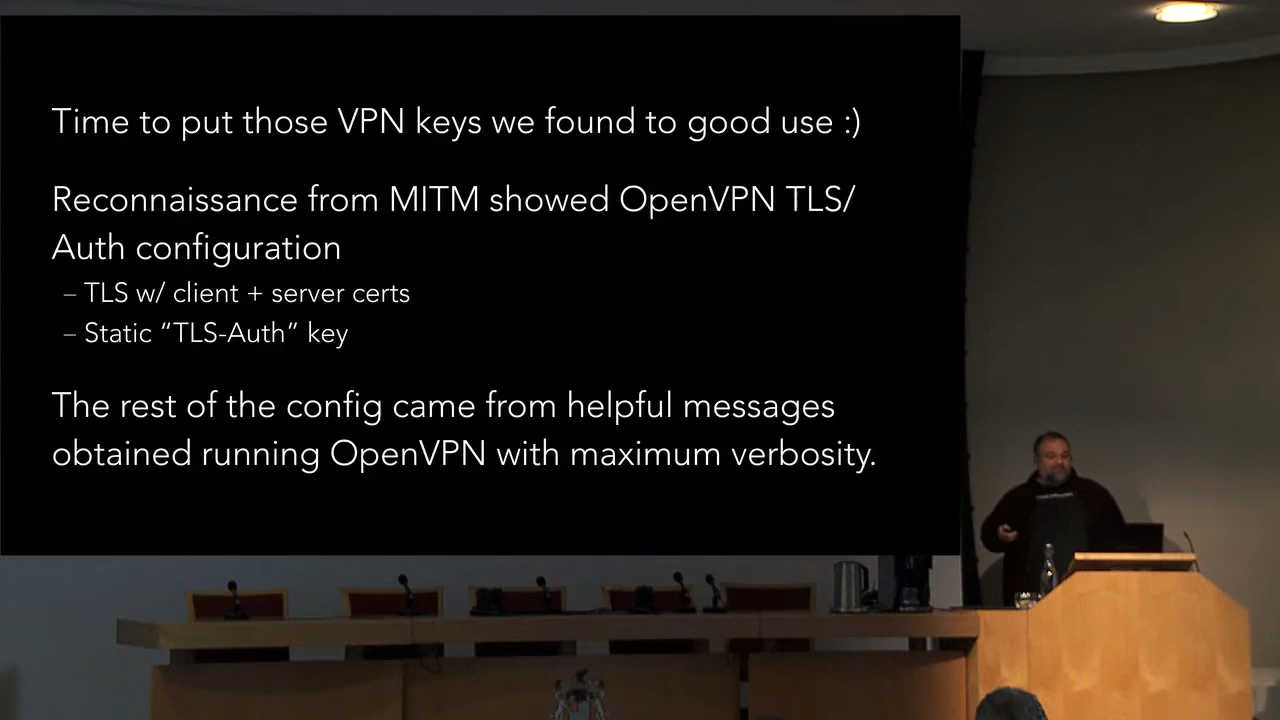 Time to put those VPN keys we found to good use :)
Reconnaissance from MITM showed OpenVPN TLS/
Auth configuration
– TLS w/ client + server certs
– Static “TLS-Auth” key
The rest of the config came from helpful messages
obtained running OpenVPN with maximum verbosity.